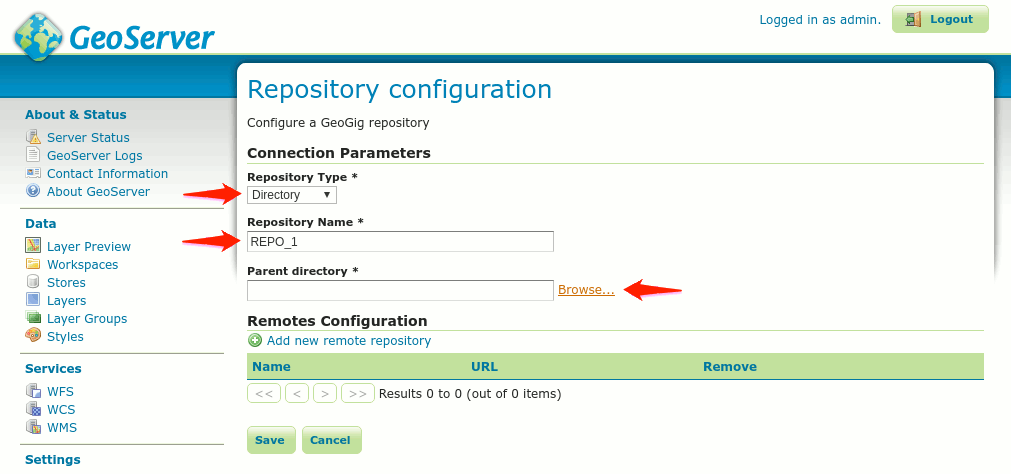 GeoServer
Logged in as admin.
Logout
About & Status
Server Status
GeoServer Logs
Contact Information
About GeoServer
Data
Layer Preview
Workspaces
Stores
Layers
Layer Groups
Styles
Services
WFS
WCS
WMS
Settings
Repository configuration
Configure a GeoGig repository
Connection Parameters
Repository Type *
Directory
Repository Name *
REPO_1
Parent directory *
Browse...
Remotes Configuration
Add new remote repository
Name URL Remove
<< < > >> Results 0 to 0 (out of 0 items)
Save Cancel